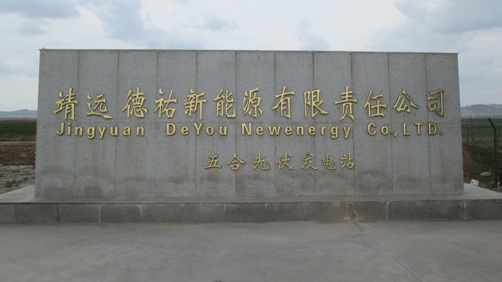 靖远德祐新能源有限责任公司
Jingyuan DeYou Newenergy Co.,LTD.
五合光伏发电站